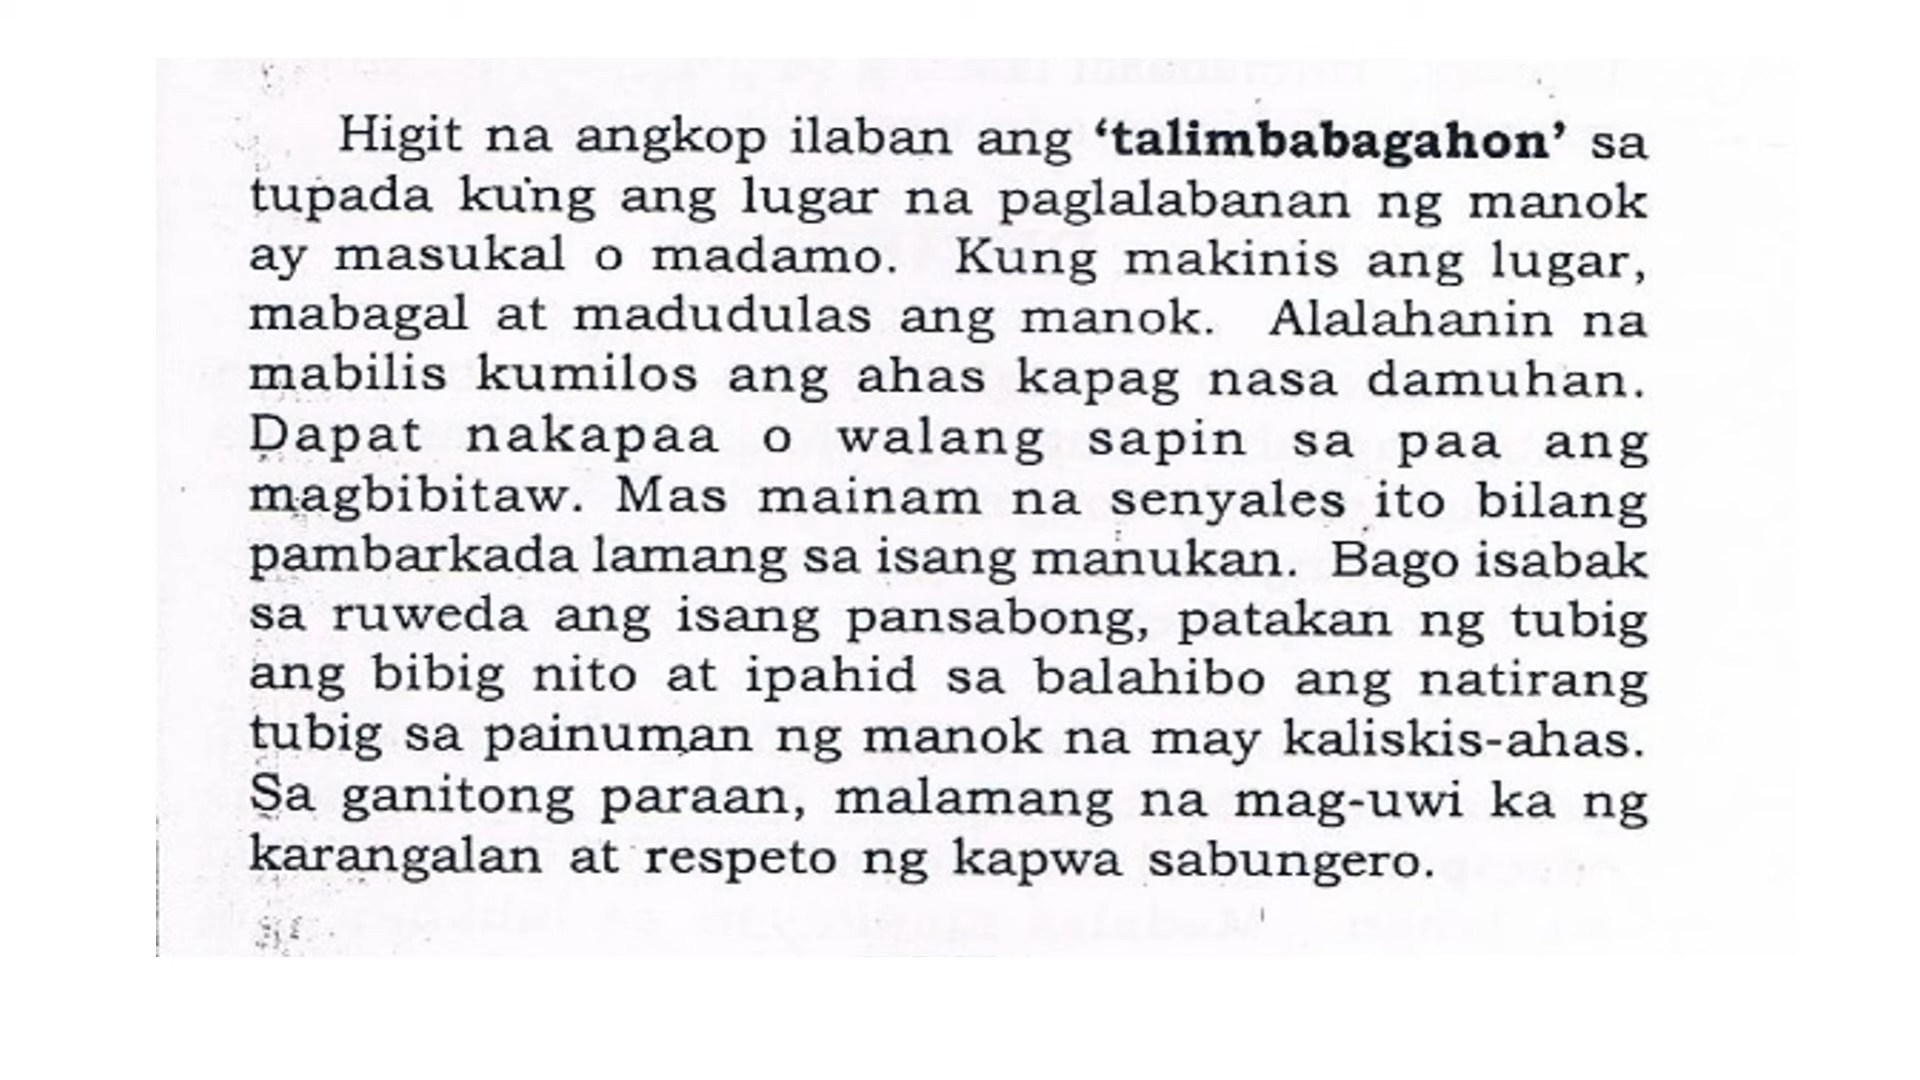 Higit na angkop ilaban ang ‘talimbabagahon’ sa
tupada kung ang lugar na paglalabanan ng manok
ay masukal o madamo. Kung makinis ang lugar,
mabagal at madudulas ang manok. Alalahanin na
mabilis kumilos ang ahas kapag nasa damuhan.
Dapat nakapaa o walang sapin sa paa ang
magbibitaw. Mas mainam na senyales ito bilang
pambarkada lamang sa isang manukan. Bago isabak
sa ruweda ang isang pansabong, patakan ng tubig
ang bibig nito at ipahid sa balahibo ang natirang
tubig sa painuman ng manok na may kaliskis-ahas.
Sa ganitong paraan, malamang na mag-uwi ka ng
karangalan at respeto ng kapwa sabungero.